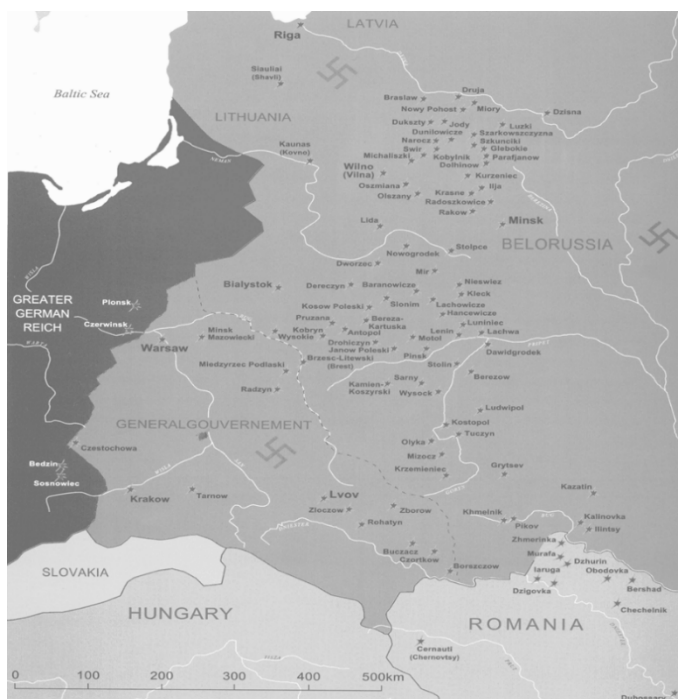 LATVIA
Riga
Siauliai
(Shavli)
Baltic Sea
Druja
Braslaw
Nowy Pohost
Miory
Dzisna
LITHUANIA
Dukszty
Jody
Luzki
Dunilowicze
Szarkowszczyzna
Kaunas
(Kovno)
Narocz
Szkunciki
Swir
Glebokie
Michaliszki
Kobylnik
Parafjanow
Dolhinow
Wilno
(Vilna)
Kurzeniec
Oszmiana
Ilja
Olezany
Krasne
Radoszkowice
Rakow
Minsk
Lida
BELORUSSIA
Stolpce
Nowogrodek
Dworzec
Mir
Bialystok
Dereczyn
Baranowicze
Nieswiez
Kleck
GREATER
GERMAN
REICH
Plonsk
Kosow Poleski
Slonim
Lachowicze
Hancewicze
Czerwinsk
Pruzana
Bereza-
Kartuska
Luniniec
Minsk
Mazowiecki
Kobryn
Antopol
Wysokie
Lenin
Lachwa
Warsaw
Drohiczyn
Motol
Janow Poleski
Pinsk
Dawidgrodek
Brzesc-Litewski
(Brest)
Miedzyrzec Podlaski
Stolin
Berezow
Radzyn
Kamien-
Koszyrski
Sarny
Wysock
Ludwipol
GENERALGOUVERNEMENT
Kostopol
Tuczyn
Olyka
Czestochowa
Mizocz
Bedzin
Krzemieniec
Grytsev
Sosnowiec
Kazatin
Krakow
Tarnow
Lvov
Zloczow
Zborow
Khmelnik
Pikov
Kalinovka
Rohatyn
Ilintsy
Zhmerinka
Buczacz
Czortkow
Murafa
Dzhurin
SLOVAKIA
Borszczow
Iaruga
Obodovka
Bershad
Dzigovka
Chechelnik
HUNGARY
ROMANIA
Cernauti
(Chernovtsy)
0 100 200 300 400 500km
Dubossary